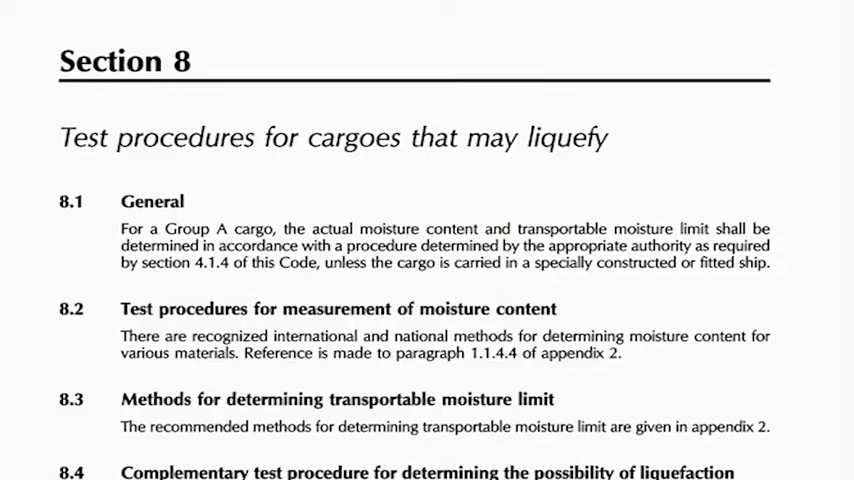 Section 8
Test procedures for cargoes that may liquefy
8.1 General
For a Group A cargo, the actual moisture content and transportable moisture limit shall be
determined in accordance with a procedure determined by the appropriate authority as required
by section 4.1.4 of this Code, unless the cargo is carried in a specially constructed or fitted ship.
8.2 Test procedures for measurement of moisture content
There are recognized international and national methods for determining moisture content for
various materials. Reference is made to paragraph 1.1.4.4 of appendix 2.
8.3 Methods for determining transportable moisture limit
The recommended methods for determining transportable moisture limit are given in appendix 2.
8.4 Complementary test procedure for determining the possibility of liquefaction